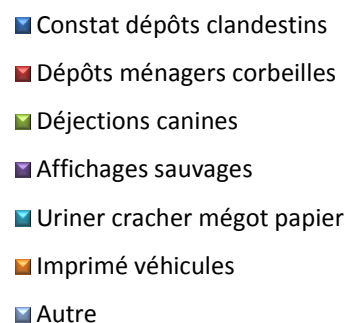 Constat dépôts clandestins
Dépôts ménagers corbeilles
Déjections canines
Affichages sauvages
Uriner cracher mégot papier
Imprimé véhicules
Autre